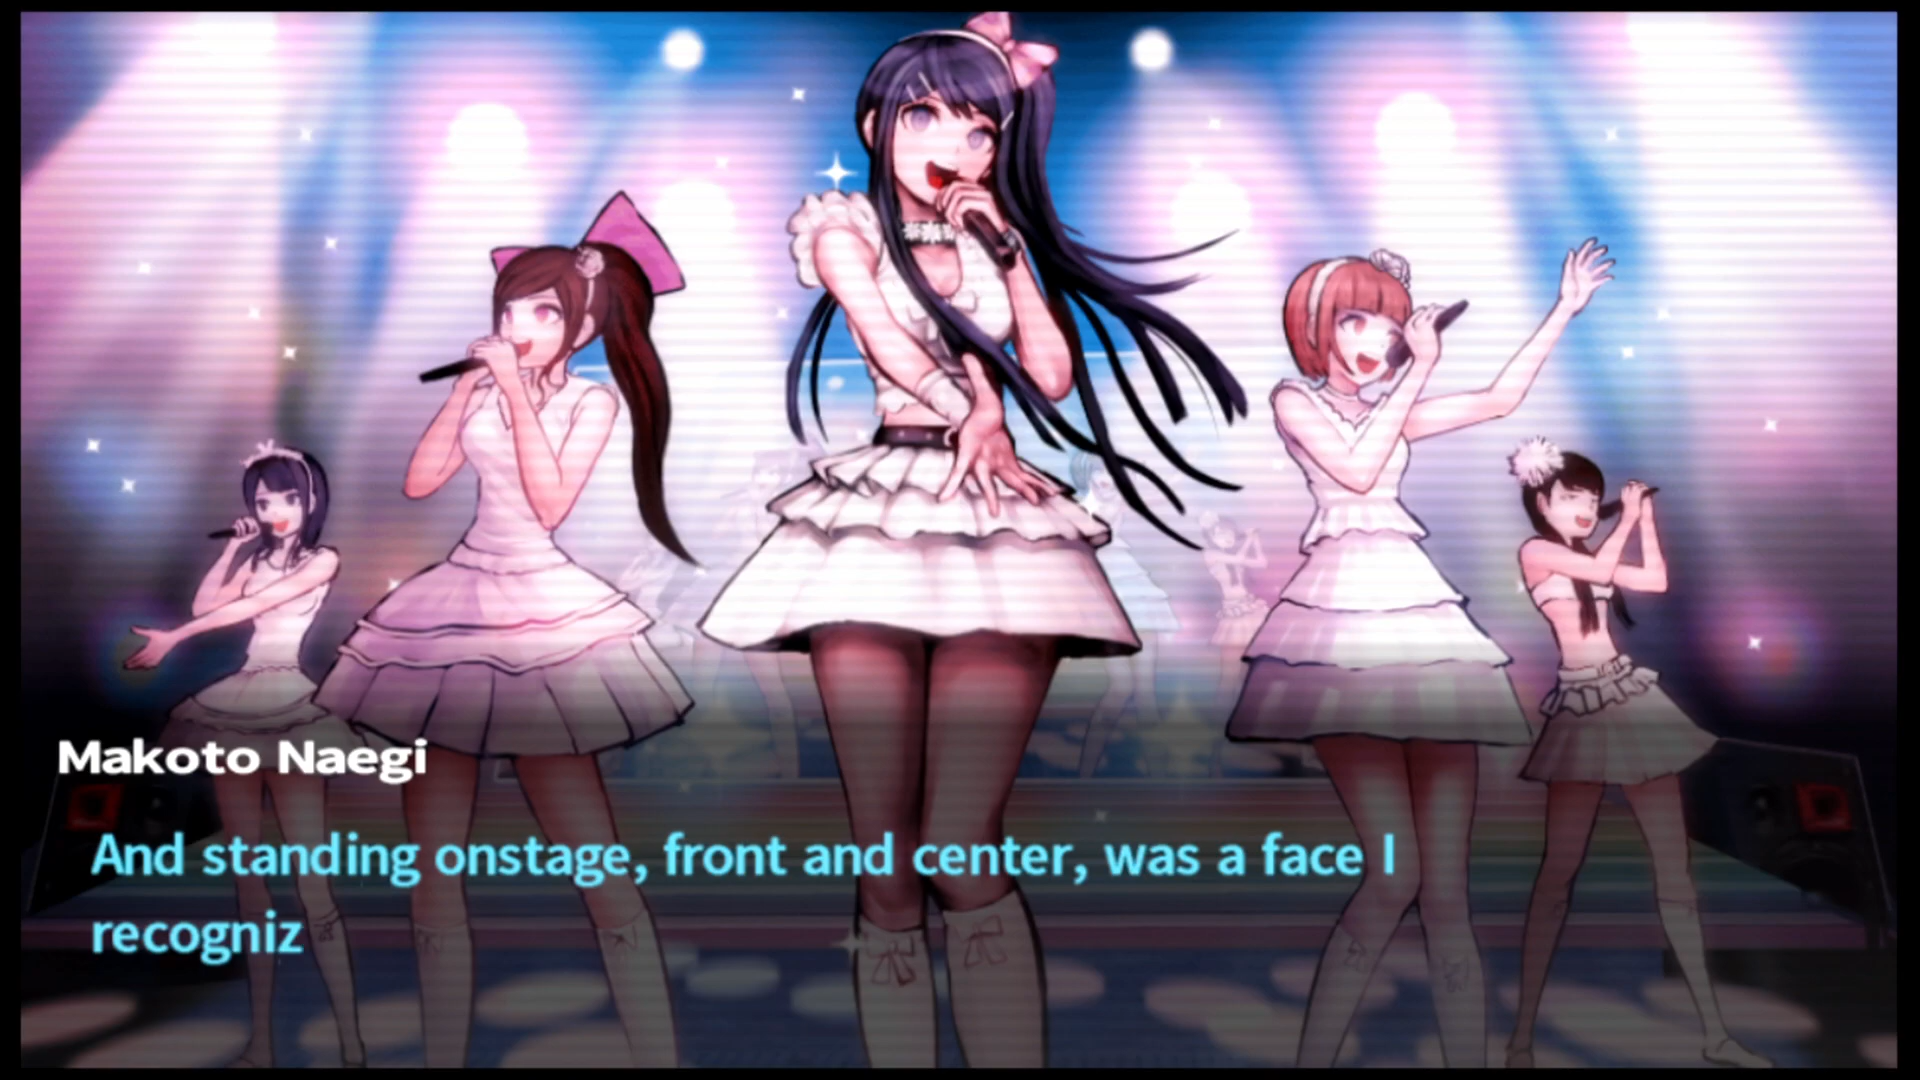 Makoto Naegi
And standing onstage, front and center, was a face I
recogniz